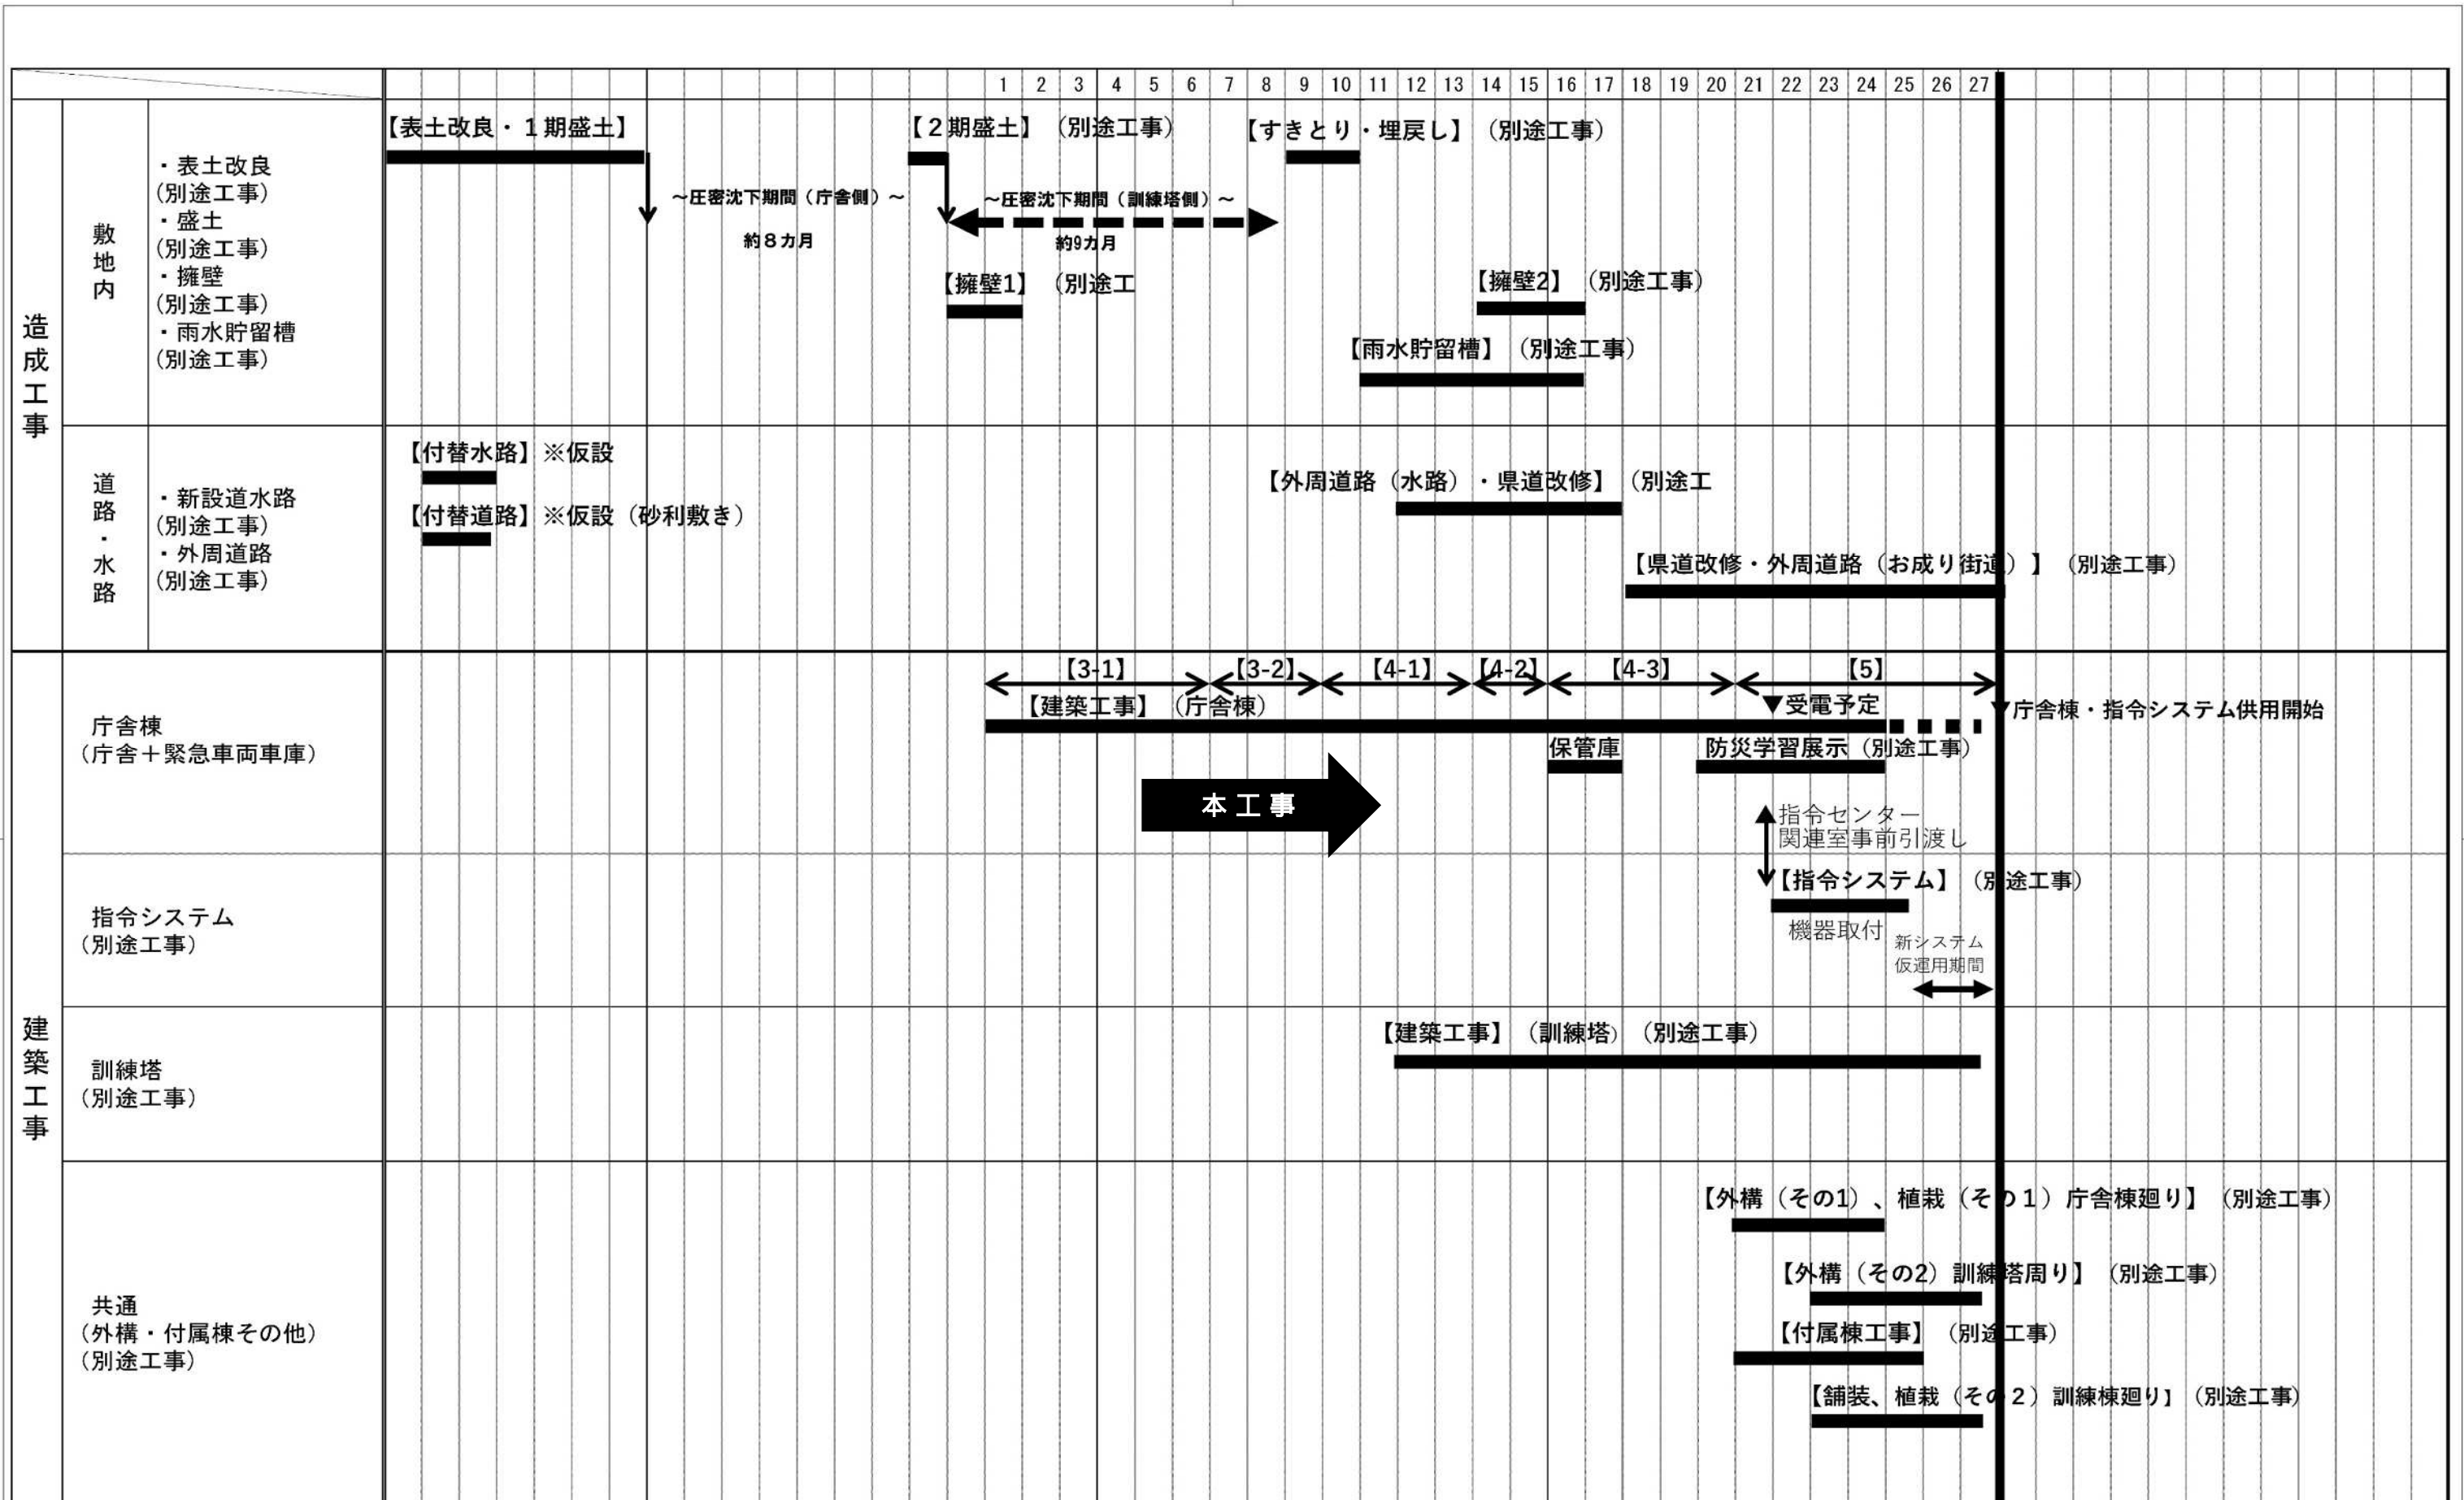 1 2 3 4 5 6 7 8 9 10 11 12 13 14 15 16 17 18 19 20 21 22 23 24 25 26 27
造成工事
敷地内
・表土改良
(別途工事)
・盛土
(別途工事)
・擁壁
(別途工事)
・雨水貯留槽
(別途工事)
【表土改良・1期盛土】
～圧密沈下期間(庁舎側)～
約8カ月
【2期盛土】(別途工事)
～圧密沈下期間(訓練塔側)～
約9カ月
【すきとり・埋戻し】(別途工事)
【擁壁1】(別途工
【擁壁2】(別途工事)
【雨水貯留槽】(別途工事)
道路・水路
・新設道水路
(別途工事)
・外周道路
(別途工事)
【付替水路】※仮設
【付替道路】※仮設(砂利敷き)
【外周道路(水路)・県道改修】(別途工
【県道改修・外周道路(お成り街道)】(別途工事)
建築工事
庁舎棟
(庁舎＋緊急車両車庫)
【3-1】 【3-2】 【4-1】 【4-2】 【4-3】 【5】
【建築工事】(庁舎棟)
▼受電予定
▼庁舎棟・指令システム供用開始
保管庫
防災学習展示(別途工事)
本工事
指令センター
関連室事前引渡し
指令システム
(別途工事)
【指令システム】(別途工事)
機器取付
新システム
仮運用期間
訓練塔
(別途工事)
【建築工事】(訓練塔)(別途工事)
共通
(外構・付属棟その他)
(別途工事)
【外構(その1)、植栽(その1)庁舎棟廻り】(別途工事)
【外構(その2)訓練塔周り】(別途工事)
【付属棟工事】(別途工事)
【舗装、植栽(その2)訓練棟廻り】(別途工事)